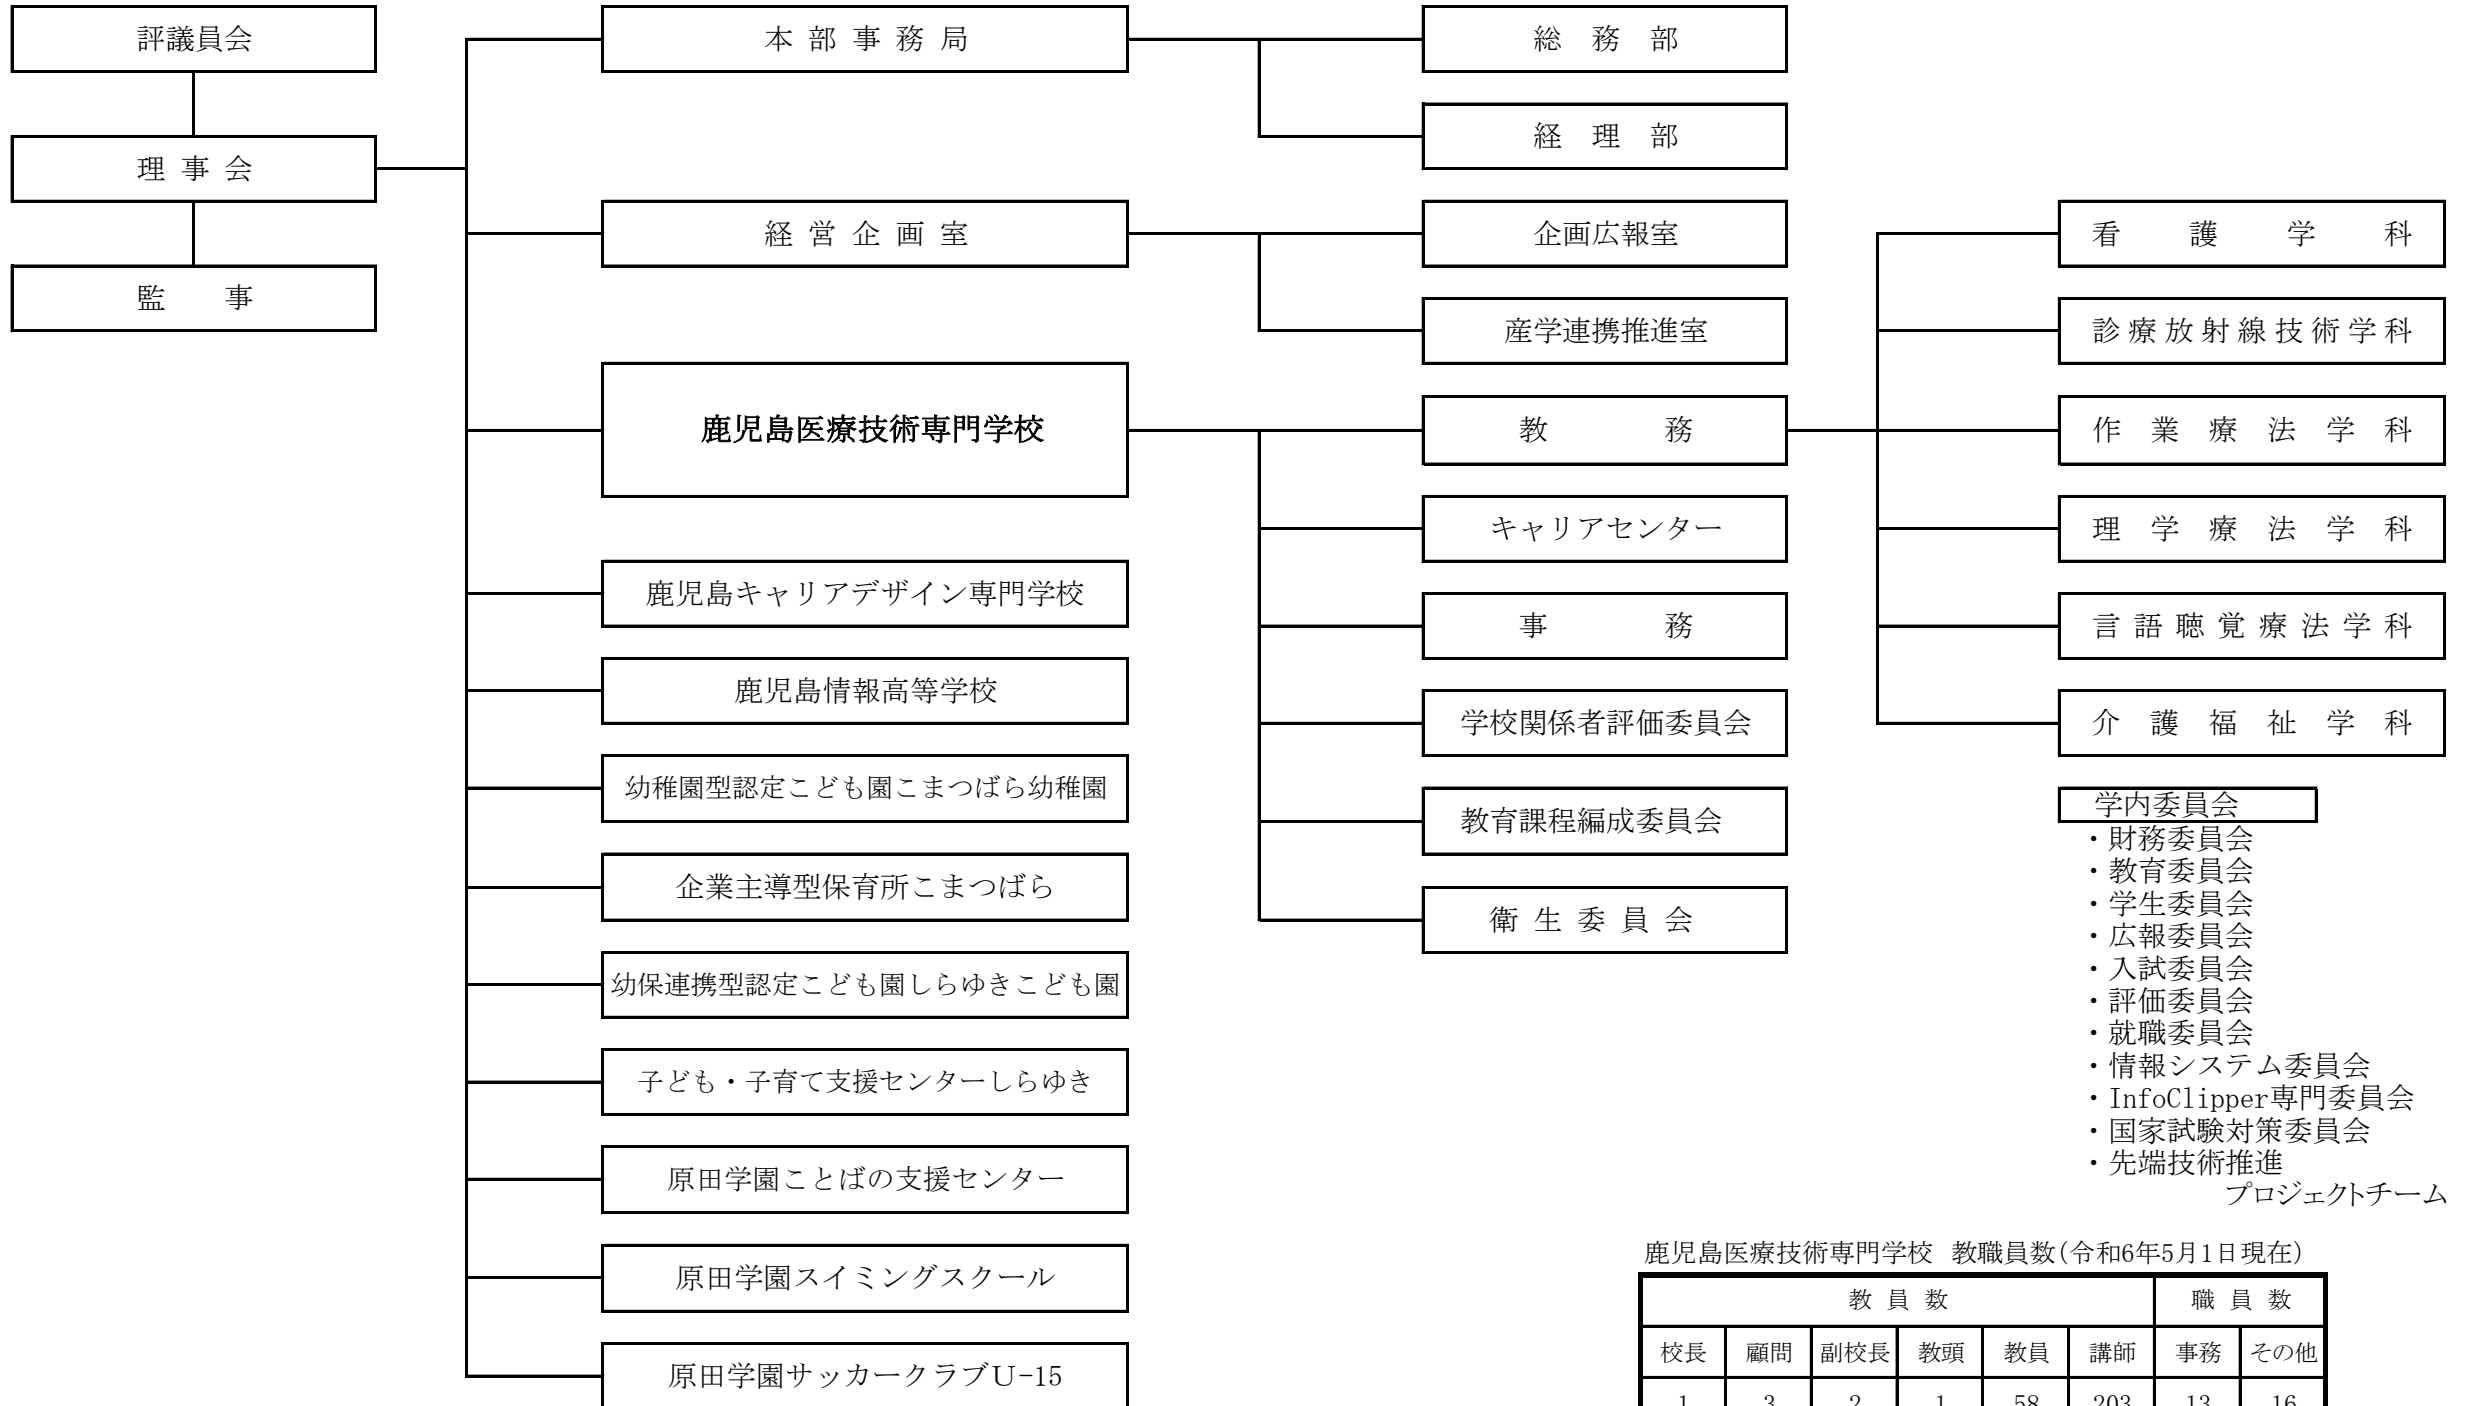 評議員会
理事会
監　　事
本部事務局
経営企画室
鹿児島医療技術専門学校
鹿児島キャリアデザイン専門学校
鹿児島情報高等学校
幼稚園型認定こども園こまつばら幼稚園
企業主導型保育所こまつばら
幼保連携型認定こども園しらゆきこども園
子ども・子育て支援センターしらゆき
原田学園ことばの支援センター
原田学園スイミングスクール
原田学園サッカークラブU-15
総　務　部
経　理　部
企画広報室
産学連携推進室
教　　　　務
キャリアセンター
事　　　　務
学校関係者評価委員会
教育課程編成委員会
衛生委員会
看護学科
診療放射線技術学科
作業療法学科
理学療法学科
言語聴覚療法学科
介護福祉学科
学内委員会
・財務委員会
・教育委員会
・学生委員会
・広報委員会
・入試委員会
・評価委員会
・就職委員会
・情報システム委員会
・InfoClipper専門委員会
・国家試験対策委員会
・先端技術推進
プロジェクトチーム
鹿児島医療技術専門学校 教職員数(令和6年5月1日現在)
教員数 職員数
校長 顧問 副校長 教頭 教員 講師 事務 その他
1 3 2 1 58 203 13 16